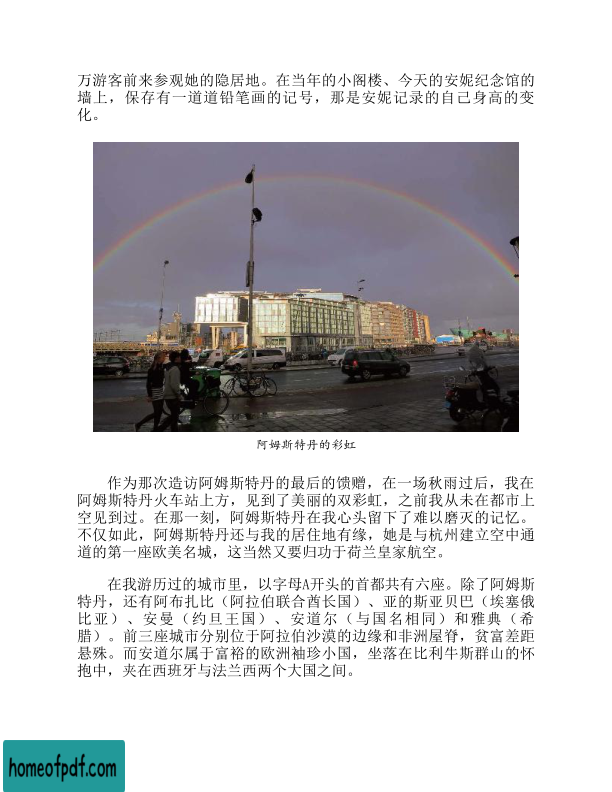 万游客前来参观她的隐居地。在当年的小阁楼、今天的安妮纪念馆的
墙上，保存有一道道铅笔画的记号，那是安妮记录的自己身高的变
化。
阿姆斯特丹的彩虹
作为那次造访阿姆斯特丹的最后的馈赠，在一场秋雨过后，我在
阿姆斯特丹火车站上方，见到了美丽的双彩虹，之前我从未在都市上
空见到过。在那一刻，阿姆斯特丹在我心头留下了难以磨灭的记忆。
不仅如此，阿姆斯特丹还与我的居住地有缘，她是与杭州建立空中通
道的第一座欧美名城，这当然又要归功于荷兰皇家航空。
在我游历过的城市里，以字母A开头的首都共有六座。除了阿姆斯
特丹，还有阿布扎比（阿拉伯联合酋长国）、亚的斯亚贝巴（埃塞俄
比亚）、安曼（约旦王国）、安道尔（与国名相同）和雅典（希
腊）。前三座城市分别位于阿拉伯沙漠的边缘和非洲屋脊，贫富差距
悬殊。而安道尔属于富裕的欧洲袖珍小国，坐落在比利牛斯群山的怀
抱中，夹在西班牙与法兰西两个大国之间。
homeofpdf.com